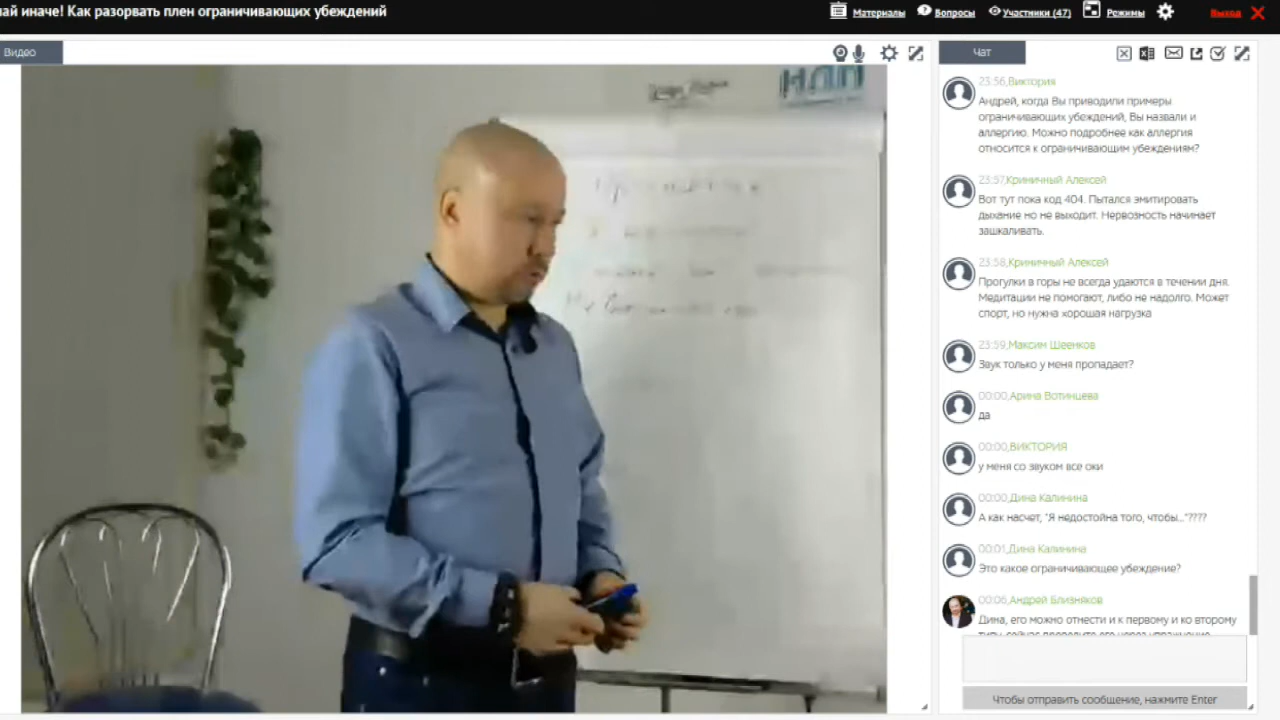 най иначе! Как разорвать плен ограничивающих убеждений
Материалы
Вопросы
Участники (47)
Режимы
Выход
Видео
НЛП
Чат
23:56,Виктория
Андрей, когда Вы приводили примеры
ограничивающих убеждений, Вы назвали и
аллергию. Можно подробнее как аллергия
относится к ограничивающим убеждениям?
23:57,Криничный Алексей
Вот тут пока код 404. Пытался эмитировать
дыхание но не выходит. Нервозность начинает
зашкаливать.
23:58,Криничный Алексей
Прогулки в горы не всегда удаются в течении дня.
Медитации не помогают, либо не надолго. Может
спорт, но нужна хорошая нагрузка
23:59,Максим Шеенков
Звук только у меня пропадает?
00:00,Арина Вотинцева
да
00:00,ВИКТОРИЯ
у меня со звуком все оки
00:00,Дина Калинина
А как насчет, "Я недостойна того, чтобы..."????
00:01,Дина Калинина
Это какое ограничивающее убеждение?
00:06,Андрей Близняков
Дина, его можно отнести и к первому и ко второму
Чтобы отправить сообщение, нажмите Enter